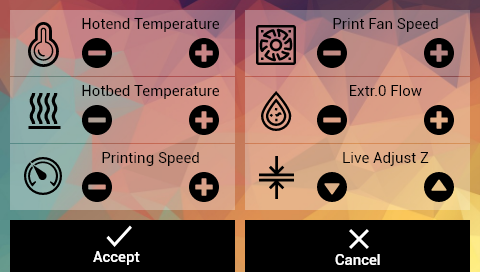 Hotend Temperature
Print Fan Speed
Hotbed Temperature
Extr.0 Flow
Printing Speed
Live Adjust Z
Accept
Cancel